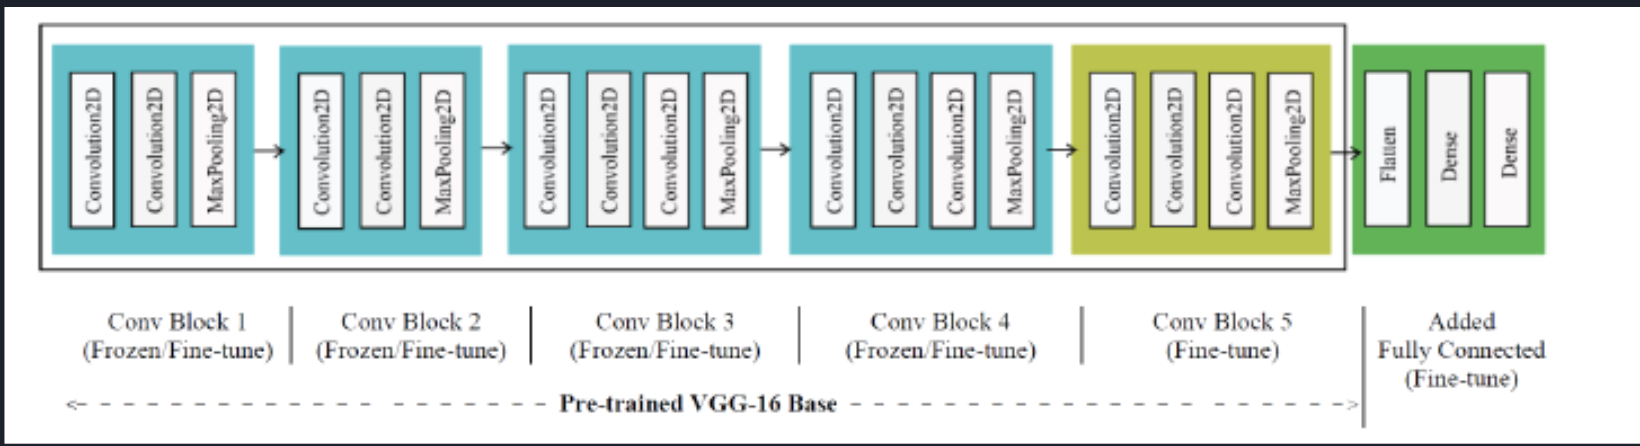 Convolution2D
Convolution2D
MaxPooling2D
Convolution2D
Convolution2D
MaxPooling2D
Convolution2D
Convolution2D
Convolution2D
MaxPooling2D
Convolution2D
Convolution2D
Convolution2D
MaxPooling2D
Convolution2D
Convolution2D
Convolution2D
MaxPooling2D
Flatten
Dense
Dense
Conv Block 1
(Frozen/Fine-tune)
Conv Block 2
(Frozen/Fine-tune)
Conv Block 3
(Frozen/Fine-tune)
Conv Block 4
(Frozen/Fine-tune)
Conv Block 5
(Fine-tune)
Added
Fully Connected
(Fine-tune)
Pre-trained VGG-16 Base